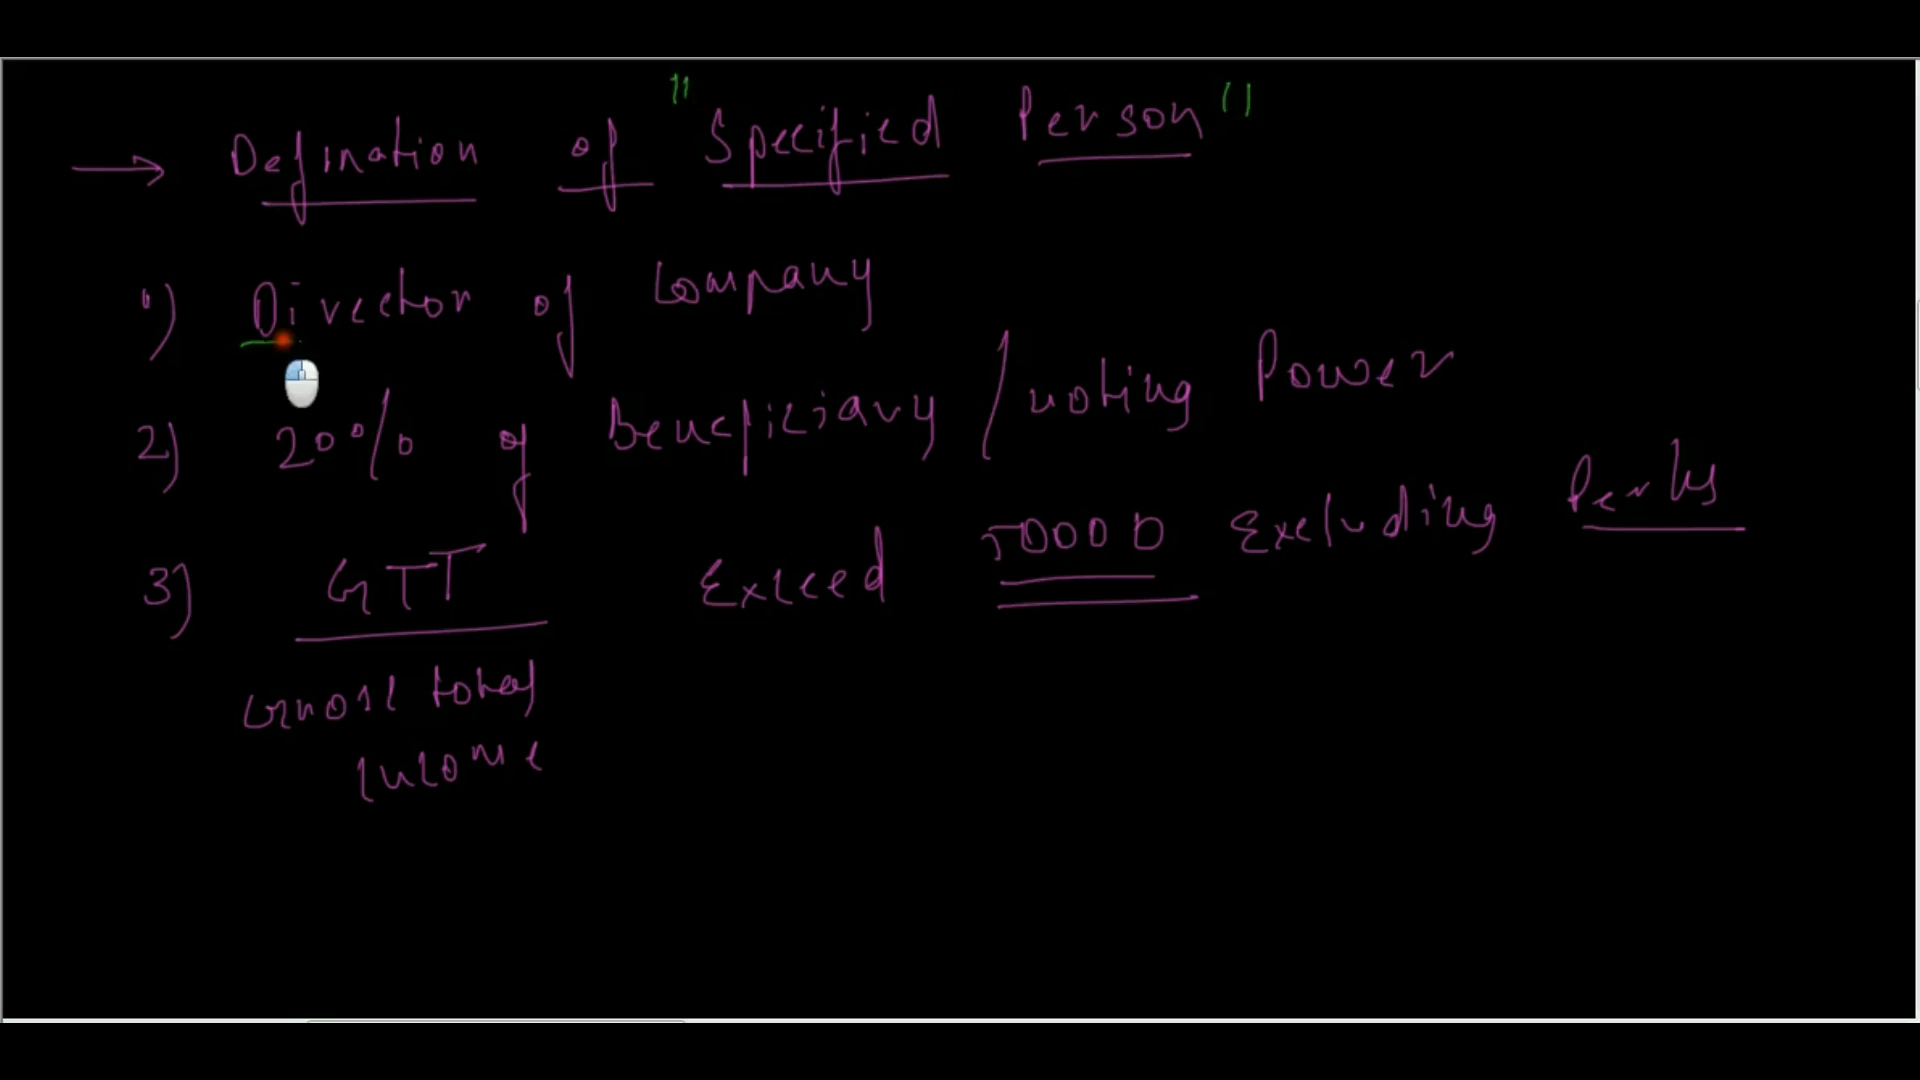 → Defination of "Specified Person"
1) Director of Company
2) 20% of Beneficiary / voting Power
3) GTI Exceed 50000 Excluding Perks
Gross total
Income